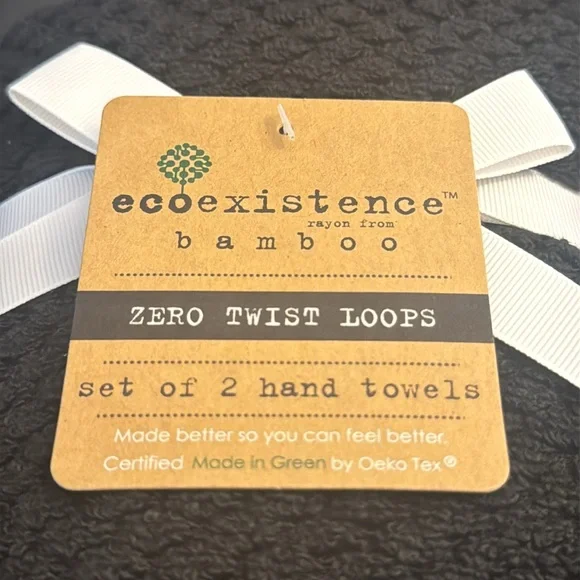 ecoexistence™
rayon from
bamboo
ZERO TWIST LOOPS
set of 2 hand towels
Made better so you can feel better.
Certified Made in Green by Oeko Tex®